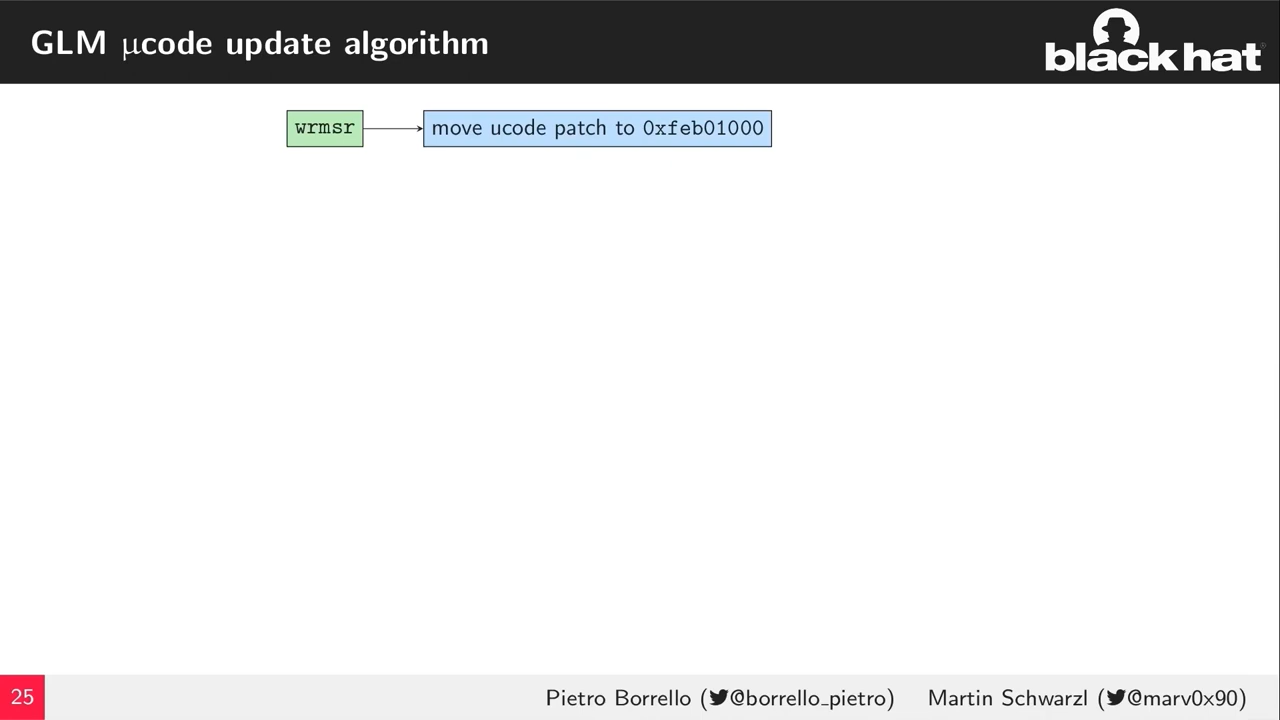 GLM μcode update algorithm
black hat
wrmsr
move ucode patch to 0xfeb01000
25
Pietro Borrello (@borrello_pietro)
Martin Schwarzl (@marv0x90)